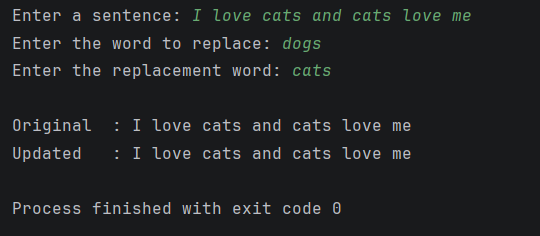 Enter a sentence: I love cats and cats love me
Enter the word to replace: dogs
Enter the replacement word: cats

Original  : I love cats and cats love me
Updated   : I love cats and cats love me

Process finished with exit code 0